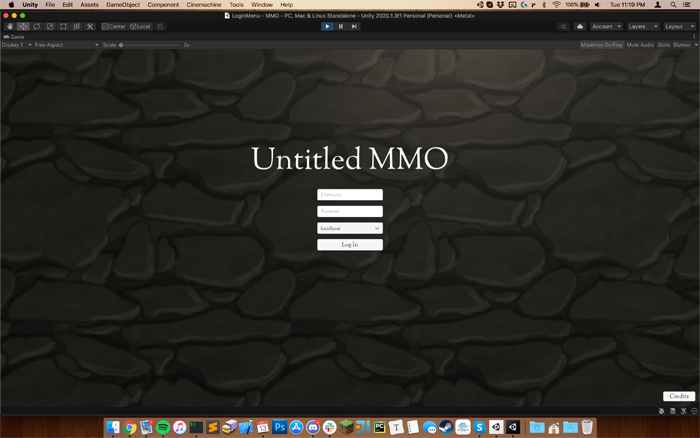 Unity File Edit Assets GameObject Component Cinemachine Tools Window Help 100% Tue 11:19 PM
LoginMenu - MMO - PC, Mac & Linux Standalone - Unity 2020.1.3f1 Personal (Personal) <Metal>
Center Local Account Layers Layout
Game
Display 1 Free Aspect Scale 2x Maximize On Play Mute Audio Stats Gizmos
Untitled MMO
Username
Password
localhost
Log in
Credits